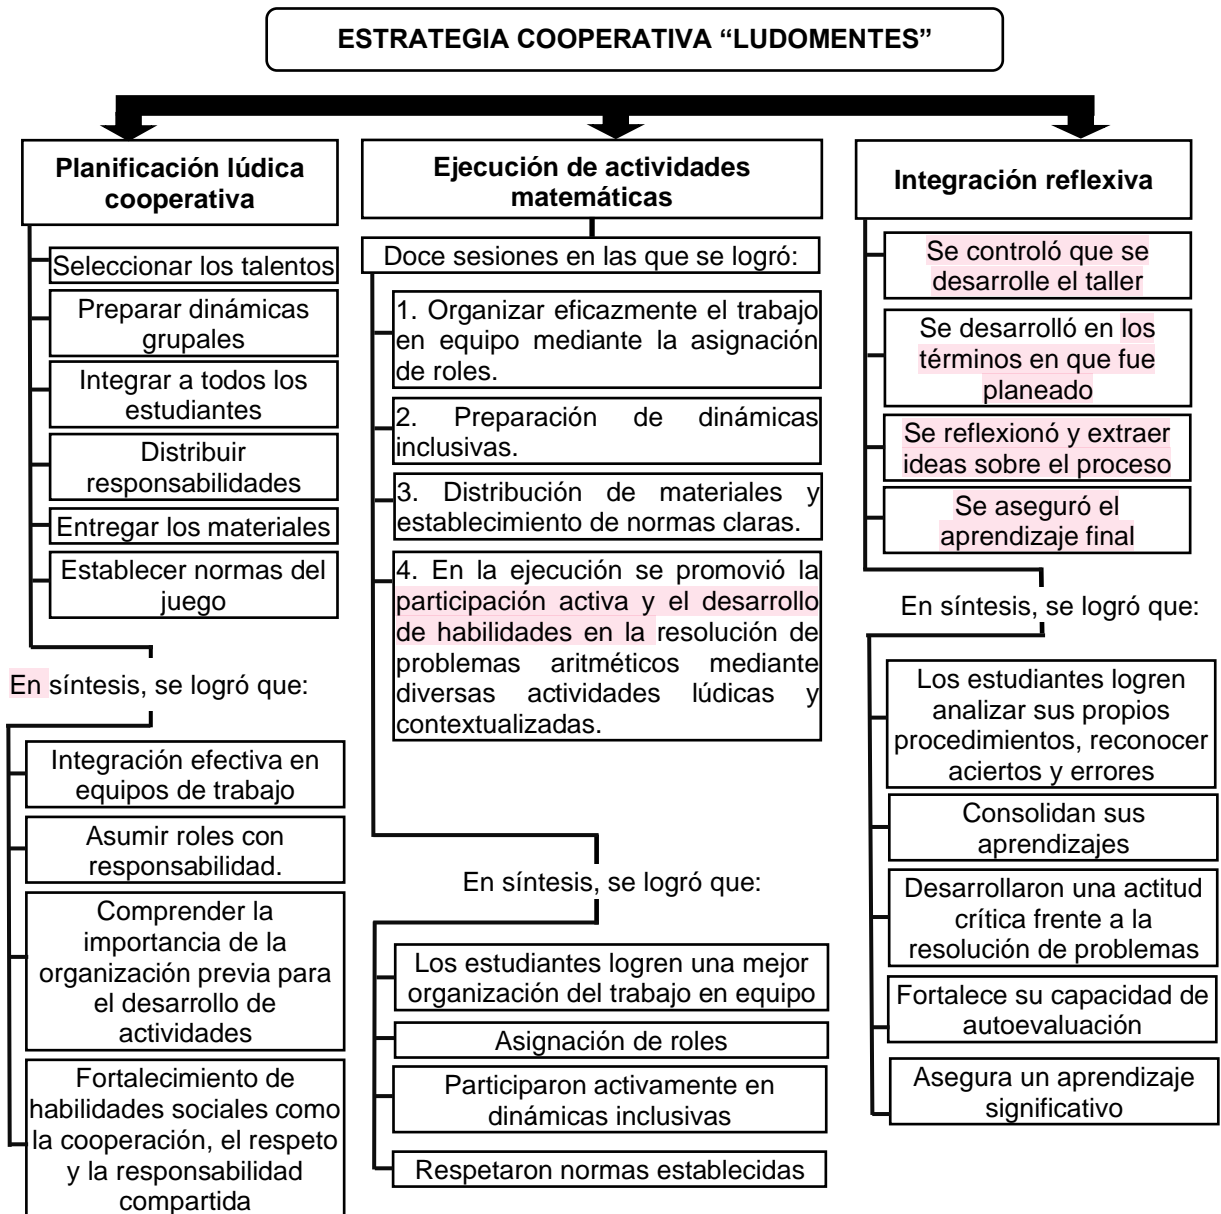 ESTRATEGIA COOPERATIVA “LUDOMENTES”
Planificación lúdica
cooperativa
Seleccionar los talentos
Preparar dinámicas
grupales
Integrar a todos los
estudiantes
Distribuir
responsabilidades
Entregar los materiales
Establecer normas del
juego
En síntesis, se logró que:
Integración efectiva en
equipos de trabajo
Asumir roles con
responsabilidad.
Comprender la
importancia de la
organización previa para
el desarrollo de
actividades
Fortalecimiento de
habilidades sociales como
la cooperación, el respeto
y la responsabilidad
compartida
Ejecución de actividades
matemáticas
Doce sesiones en las que se logró:
1. Organizar eficazmente el trabajo
en equipo mediante la asignación
de roles.
2. Preparación de dinámicas
inclusivas.
3. Distribución de materiales y
establecimiento de normas claras.
4. En la ejecución se promovió la
participación activa y el desarrollo
de habilidades en la resolución de
problemas aritméticos mediante
diversas actividades lúdicas y
contextualizadas.
En síntesis, se logró que:
Los estudiantes logren una mejor
organización del trabajo en equipo
Asignación de roles
Participaron activamente en
dinámicas inclusivas
Respetaron normas establecidas
Integración reflexiva
Se controló que se
desarrolle el taller
Se desarrolló en los
términos en que fue
planeado
Se reflexionó y extraer
ideas sobre el proceso
Se aseguró el
aprendizaje final
En síntesis, se logró que:
Los estudiantes logren
analizar sus propios
procedimientos, reconocer
aciertos y errores
Consolidan sus
aprendizajes
Desarrollaron una actitud
crítica frente a la
resolución de problemas
Fortalece su capacidad de
autoevaluación
Asegura un aprendizaje
significativo